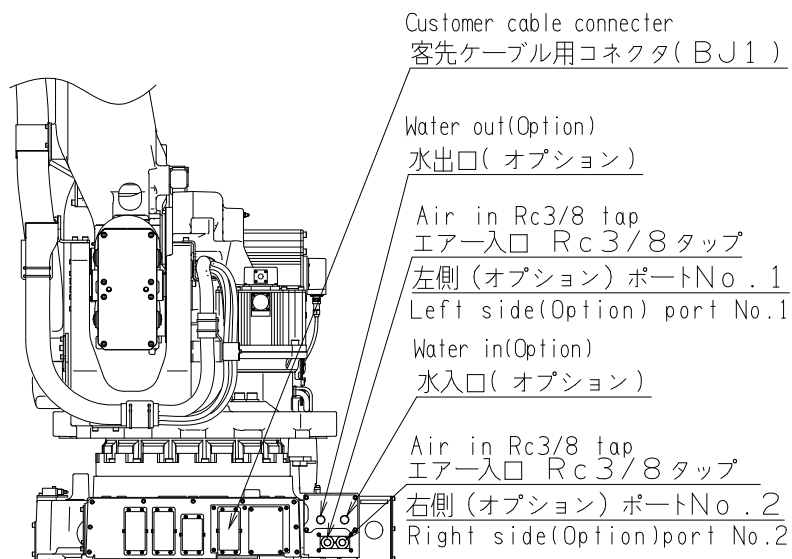 Customer cable connecter
客先ケーブル用コネクタ(BJ1)
Water out(Option)
水出口(オプション)
Air in Rc3/8 tap
エアー入口 Rc3/8タップ
左側(オプション)ポートNo.1
Left side(Option) port No.1
Water in(Option)
水入口(オプション)
Air in Rc3/8 tap
エアー入口 Rc3/8タップ
右側(オプション)ポートNo.2
Right side(Option)port No.2